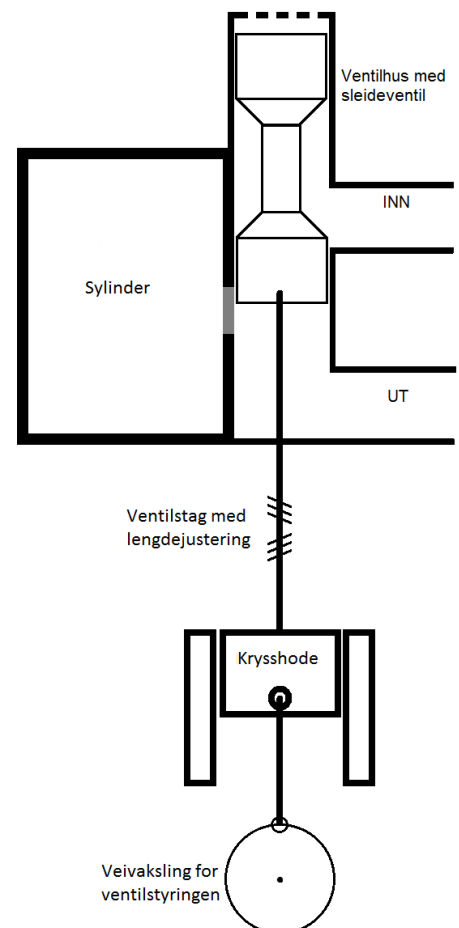 Ventilhus med
sleideventil
INN
Sylinder
UT
Ventilstag med
lengdejustering
Krysshode
Veivaksling for
ventilstyringen